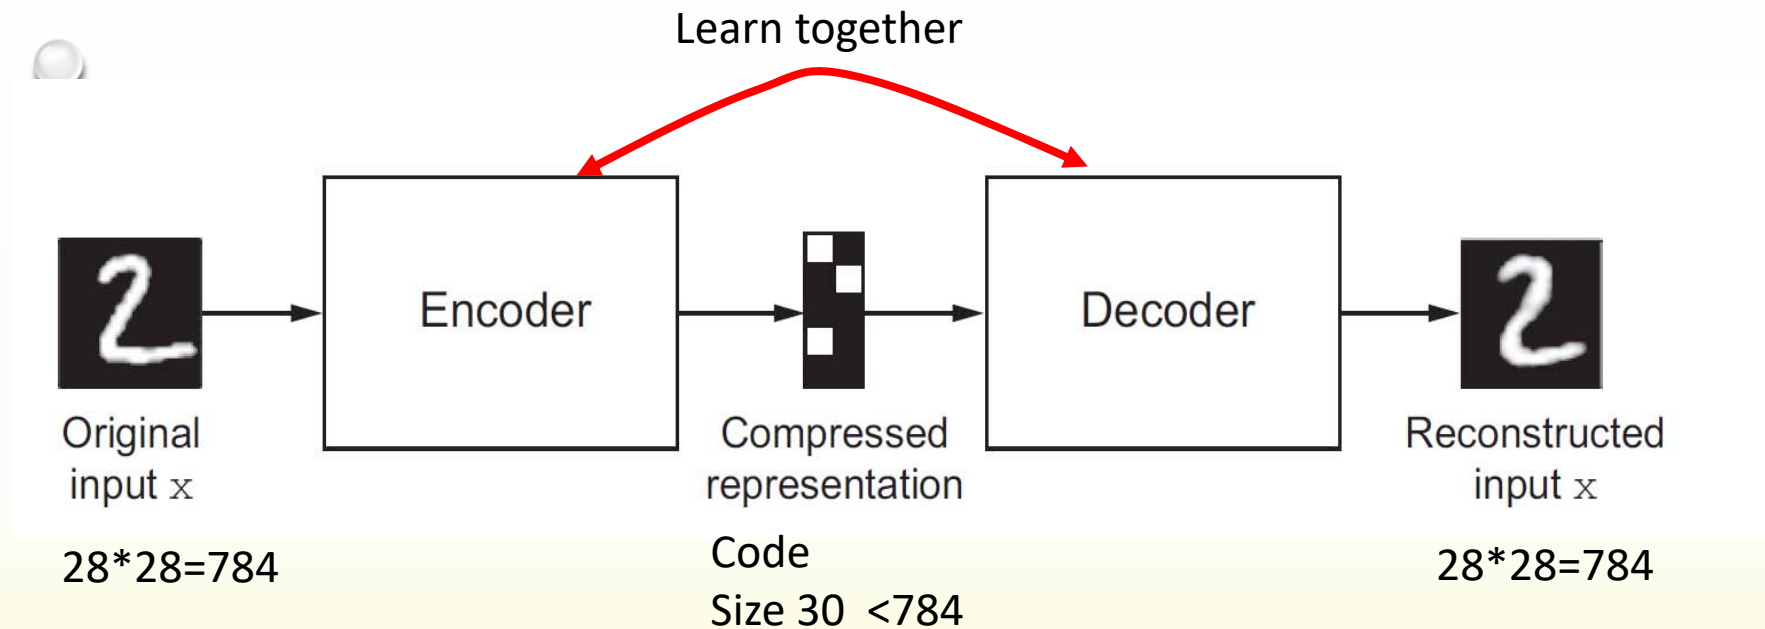 Learn together
Encoder
Decoder
Original
input x
Compressed
representation
Reconstructed
input x
28*28=784
Code
Size 30 <784
28*28=784